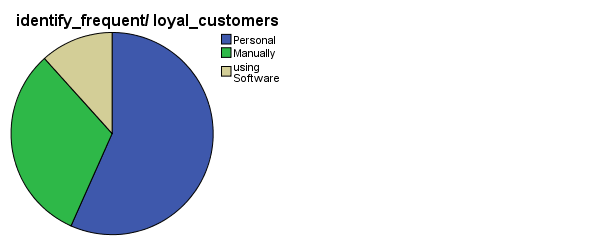 identify_frequent/ loyal_customers
Personal
Manually
using
Software